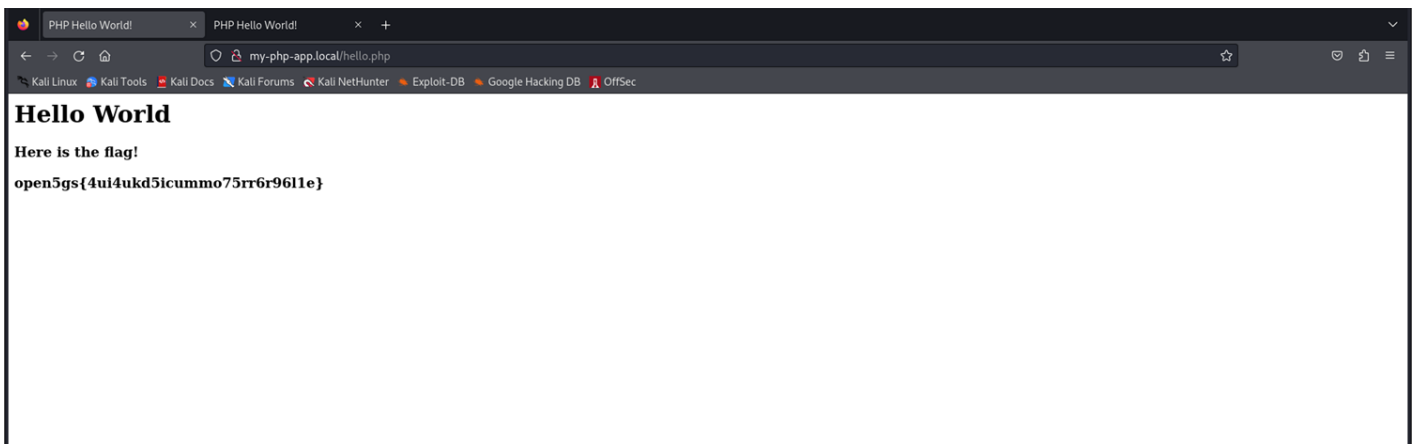 PHP Hello World! PHP Hello World!
my-php-app.local/hello.php
Kali Linux Kali Tools Kali Docs Kali Forums Kali NetHunter Exploit-DB Google Hacking DB OffSec
Hello World
Here is the flag!
open5gs{4ui4ukd5icummo75rr6r96l1e}